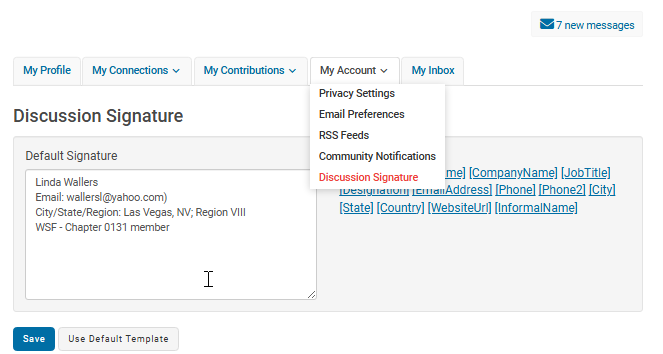 7 new messages
My Profile My Connections My Contributions My Account My Inbox
Privacy Settings
Email Preferences
RSS Feeds
Community Notifications
Discussion Signature
Discussion Signature
Default Signature
Linda Wallers
Email: wallersl@yahoo.com)
City/State/Region: Las Vegas, NV; Region VIII
WSF - Chapter 0131 member
[CompanyName] [JobTitle]
[Designation] [EmailAddress] [Phone] [Phone2] [City]
[State] [Country] [WebsiteUrl] [InformalName]
Save Use Default Template